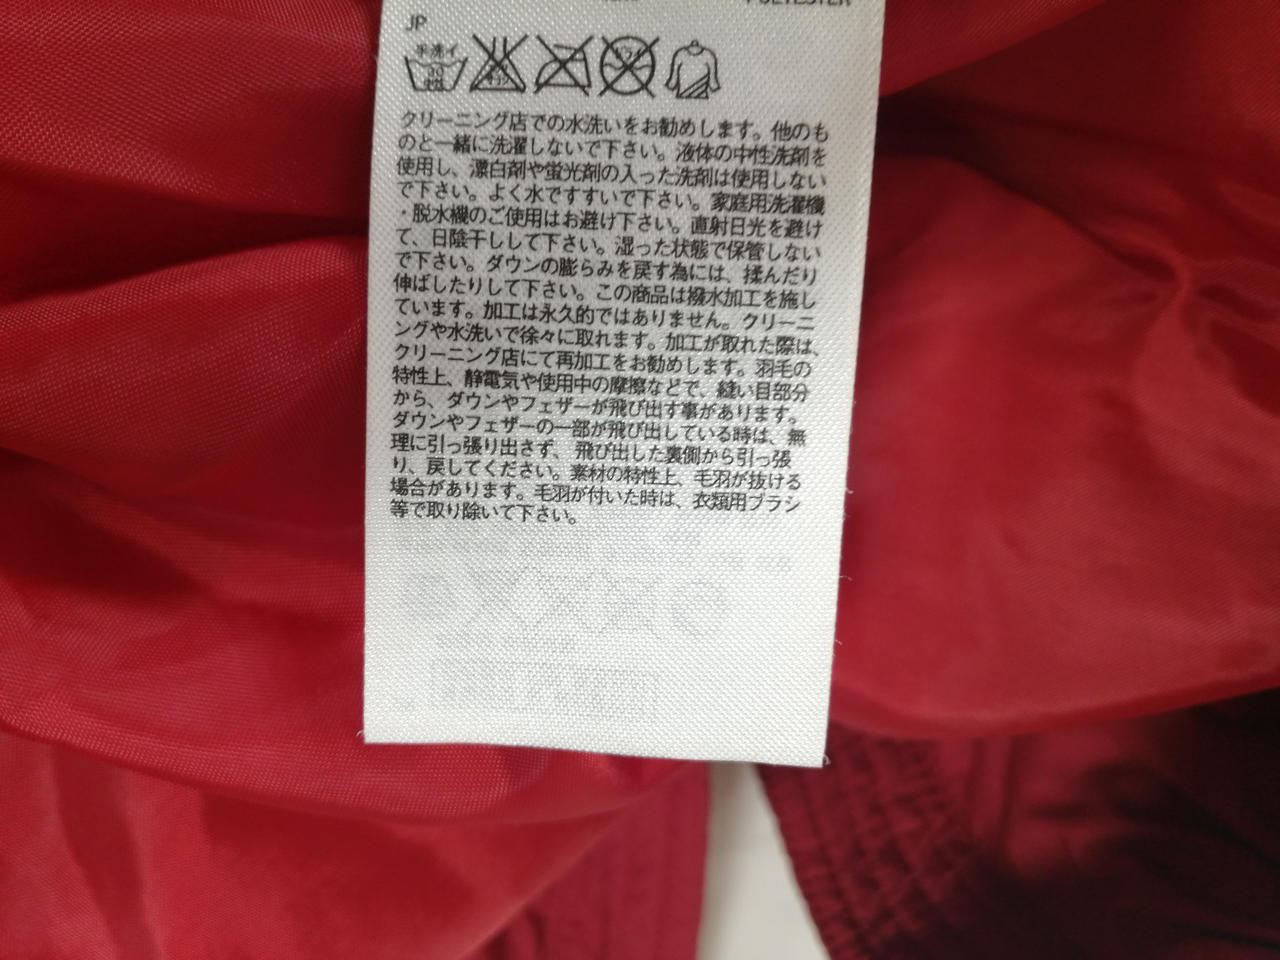 JP
手洗イ
30
中性
エンソ
サラシ
ドライ
クリーニング店での水洗いをお勧めします。他のも
のと一緒に洗濯しないで下さい。液体の中性洗剤を
使用し、漂白剤や蛍光剤の入った洗剤は使用しない
で下さい。よく水ですすいで下さい。家庭用洗濯機
・脱水機のご使用はお避け下さい。直射日光を避け
て、日陰干しして下さい。湿った状態で保管しない
で下さい。ダウンの膨らみを戻す為には、揉んだり
伸ばしたりして下さい。この商品は撥水加工を施し
ています。加工は永久的ではありません。クリーニ
ングや水洗いで徐々に取れます。加工が取れた際は、
クリーニング店にて再加工をお勧めします。羽毛の
特性上、静電気や使用中の摩擦などで、縫い目部分
から、ダウンやフェザーが飛び出す事があります。
ダウンやフェザーの一部が飛び出している時は、無
理に引っ張り出さず、飛び出した裏側から引っ張
り、戻してください。素材の特性上、毛羽が抜ける
場合があります。毛羽が付いた時は、衣類用ブラシ
等で取り除いて下さい。